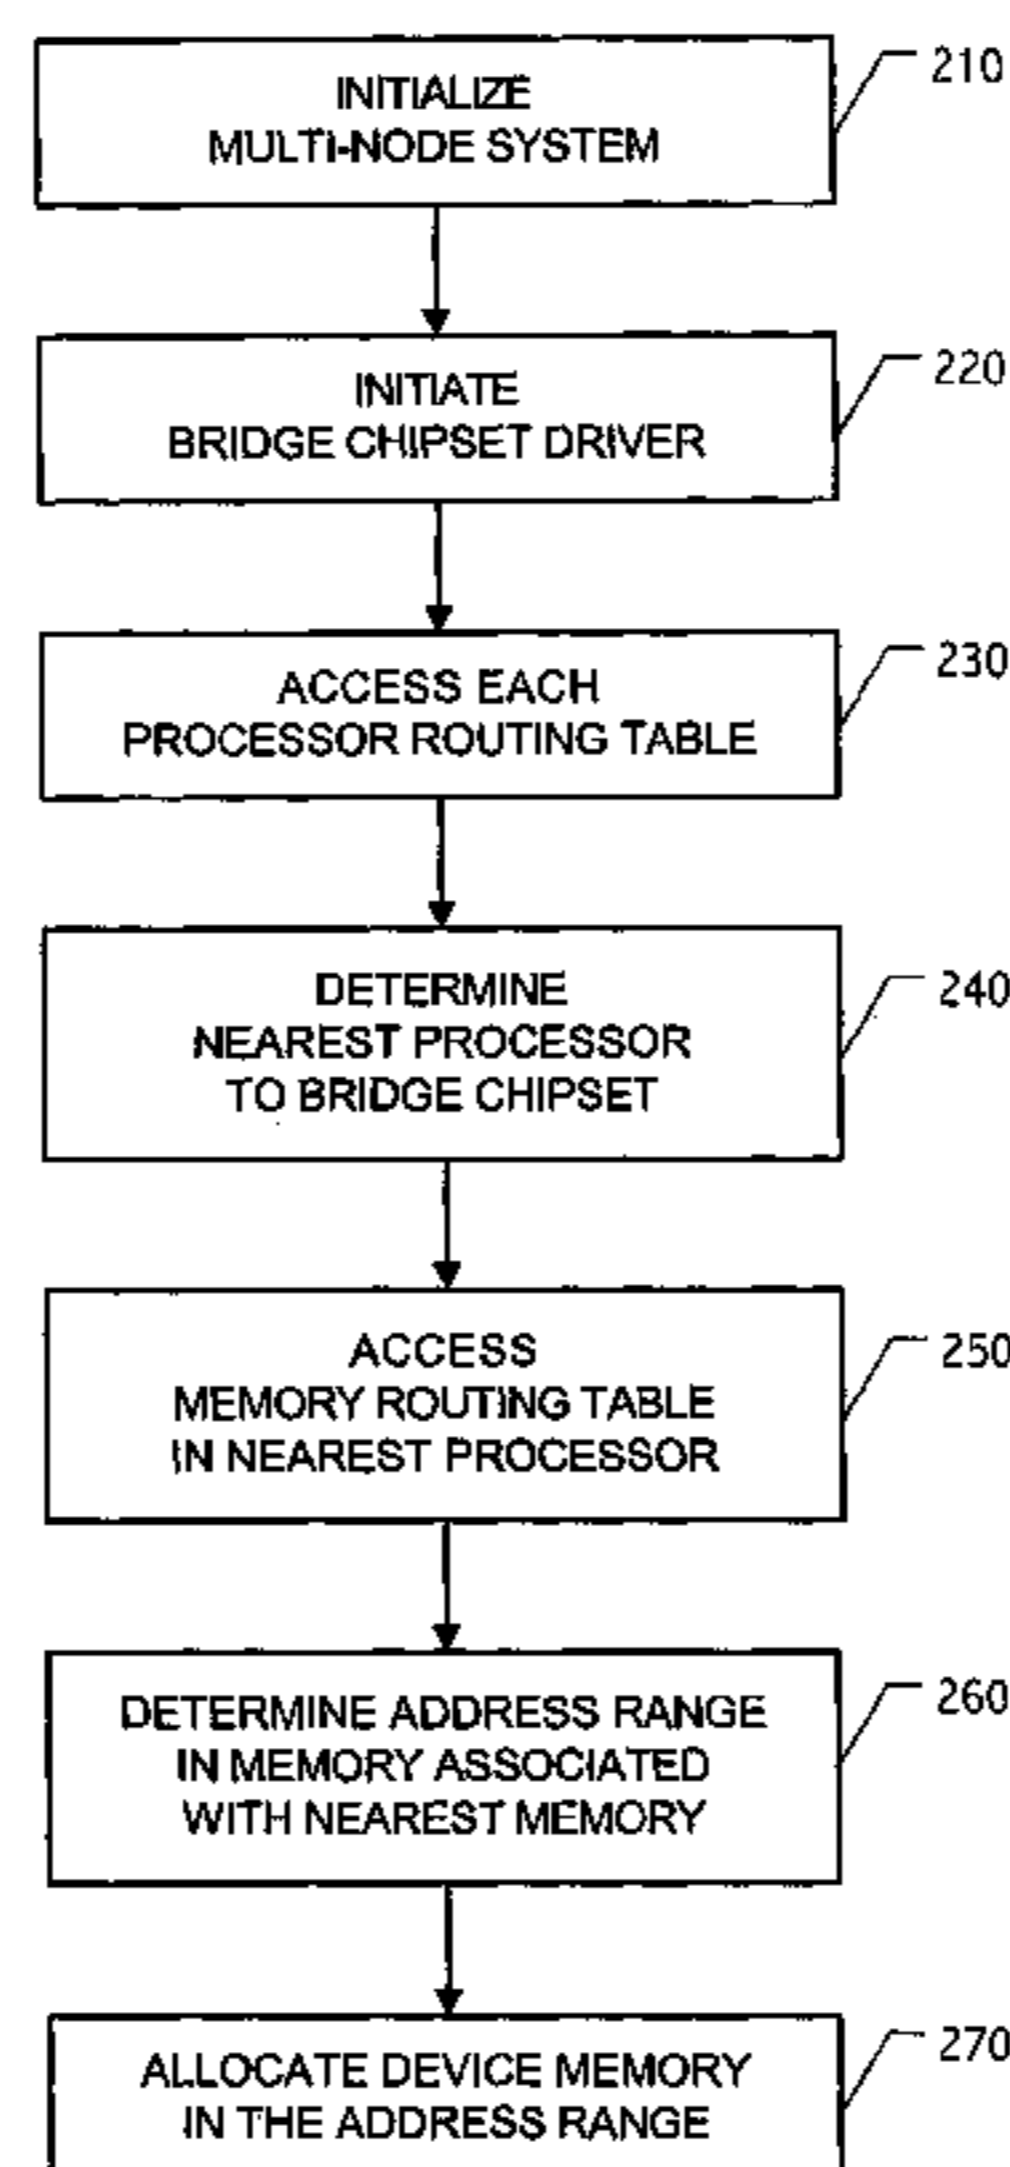 INITIALIZE
MULTI-NODE SYSTEM
210
INITIATE
BRIDGE CHIPSET DRIVER
220
ACCESS EACH
PROCESSOR ROUTING TABLE
230
DETERMINE
NEAREST PROCESSOR
TO BRIDGE CHIPSET
240
ACCESS
MEMORY ROUTING TABLE
IN NEAREST PROCESSOR
250
DETERMINE ADDRESS RANGE
IN MEMORY ASSOCIATED
WITH NEAREST MEMORY
260
ALLOCATE DEVICE MEMORY
IN THE ADDRESS RANGE
270